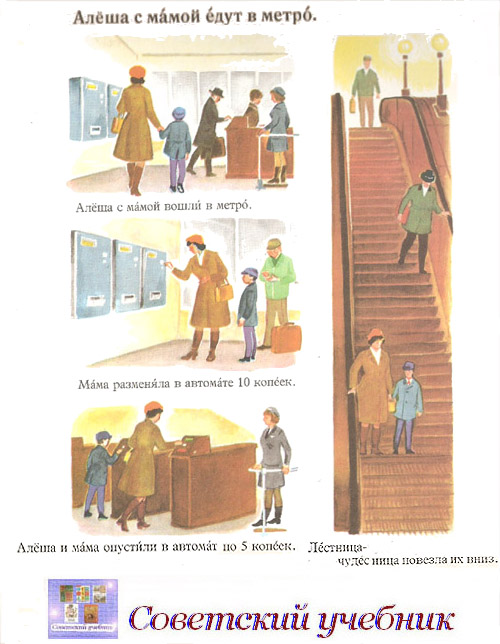 Алёша с ма́мой е́дут в метро́.
Алёша с ма́мой вошли́ в метро́.
Ма́ма разменя́ла в автома́те 10 копе́ек.
Алёша и ма́ма опусти́ли в автома́т по 5 копе́ек.
Ле́стница-
чуде́сница повезла их вниз.
Советский учебник
Советский учебник